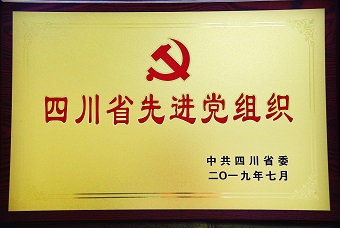 四川省先进党组织
中共四川省委
二〇一九年七月